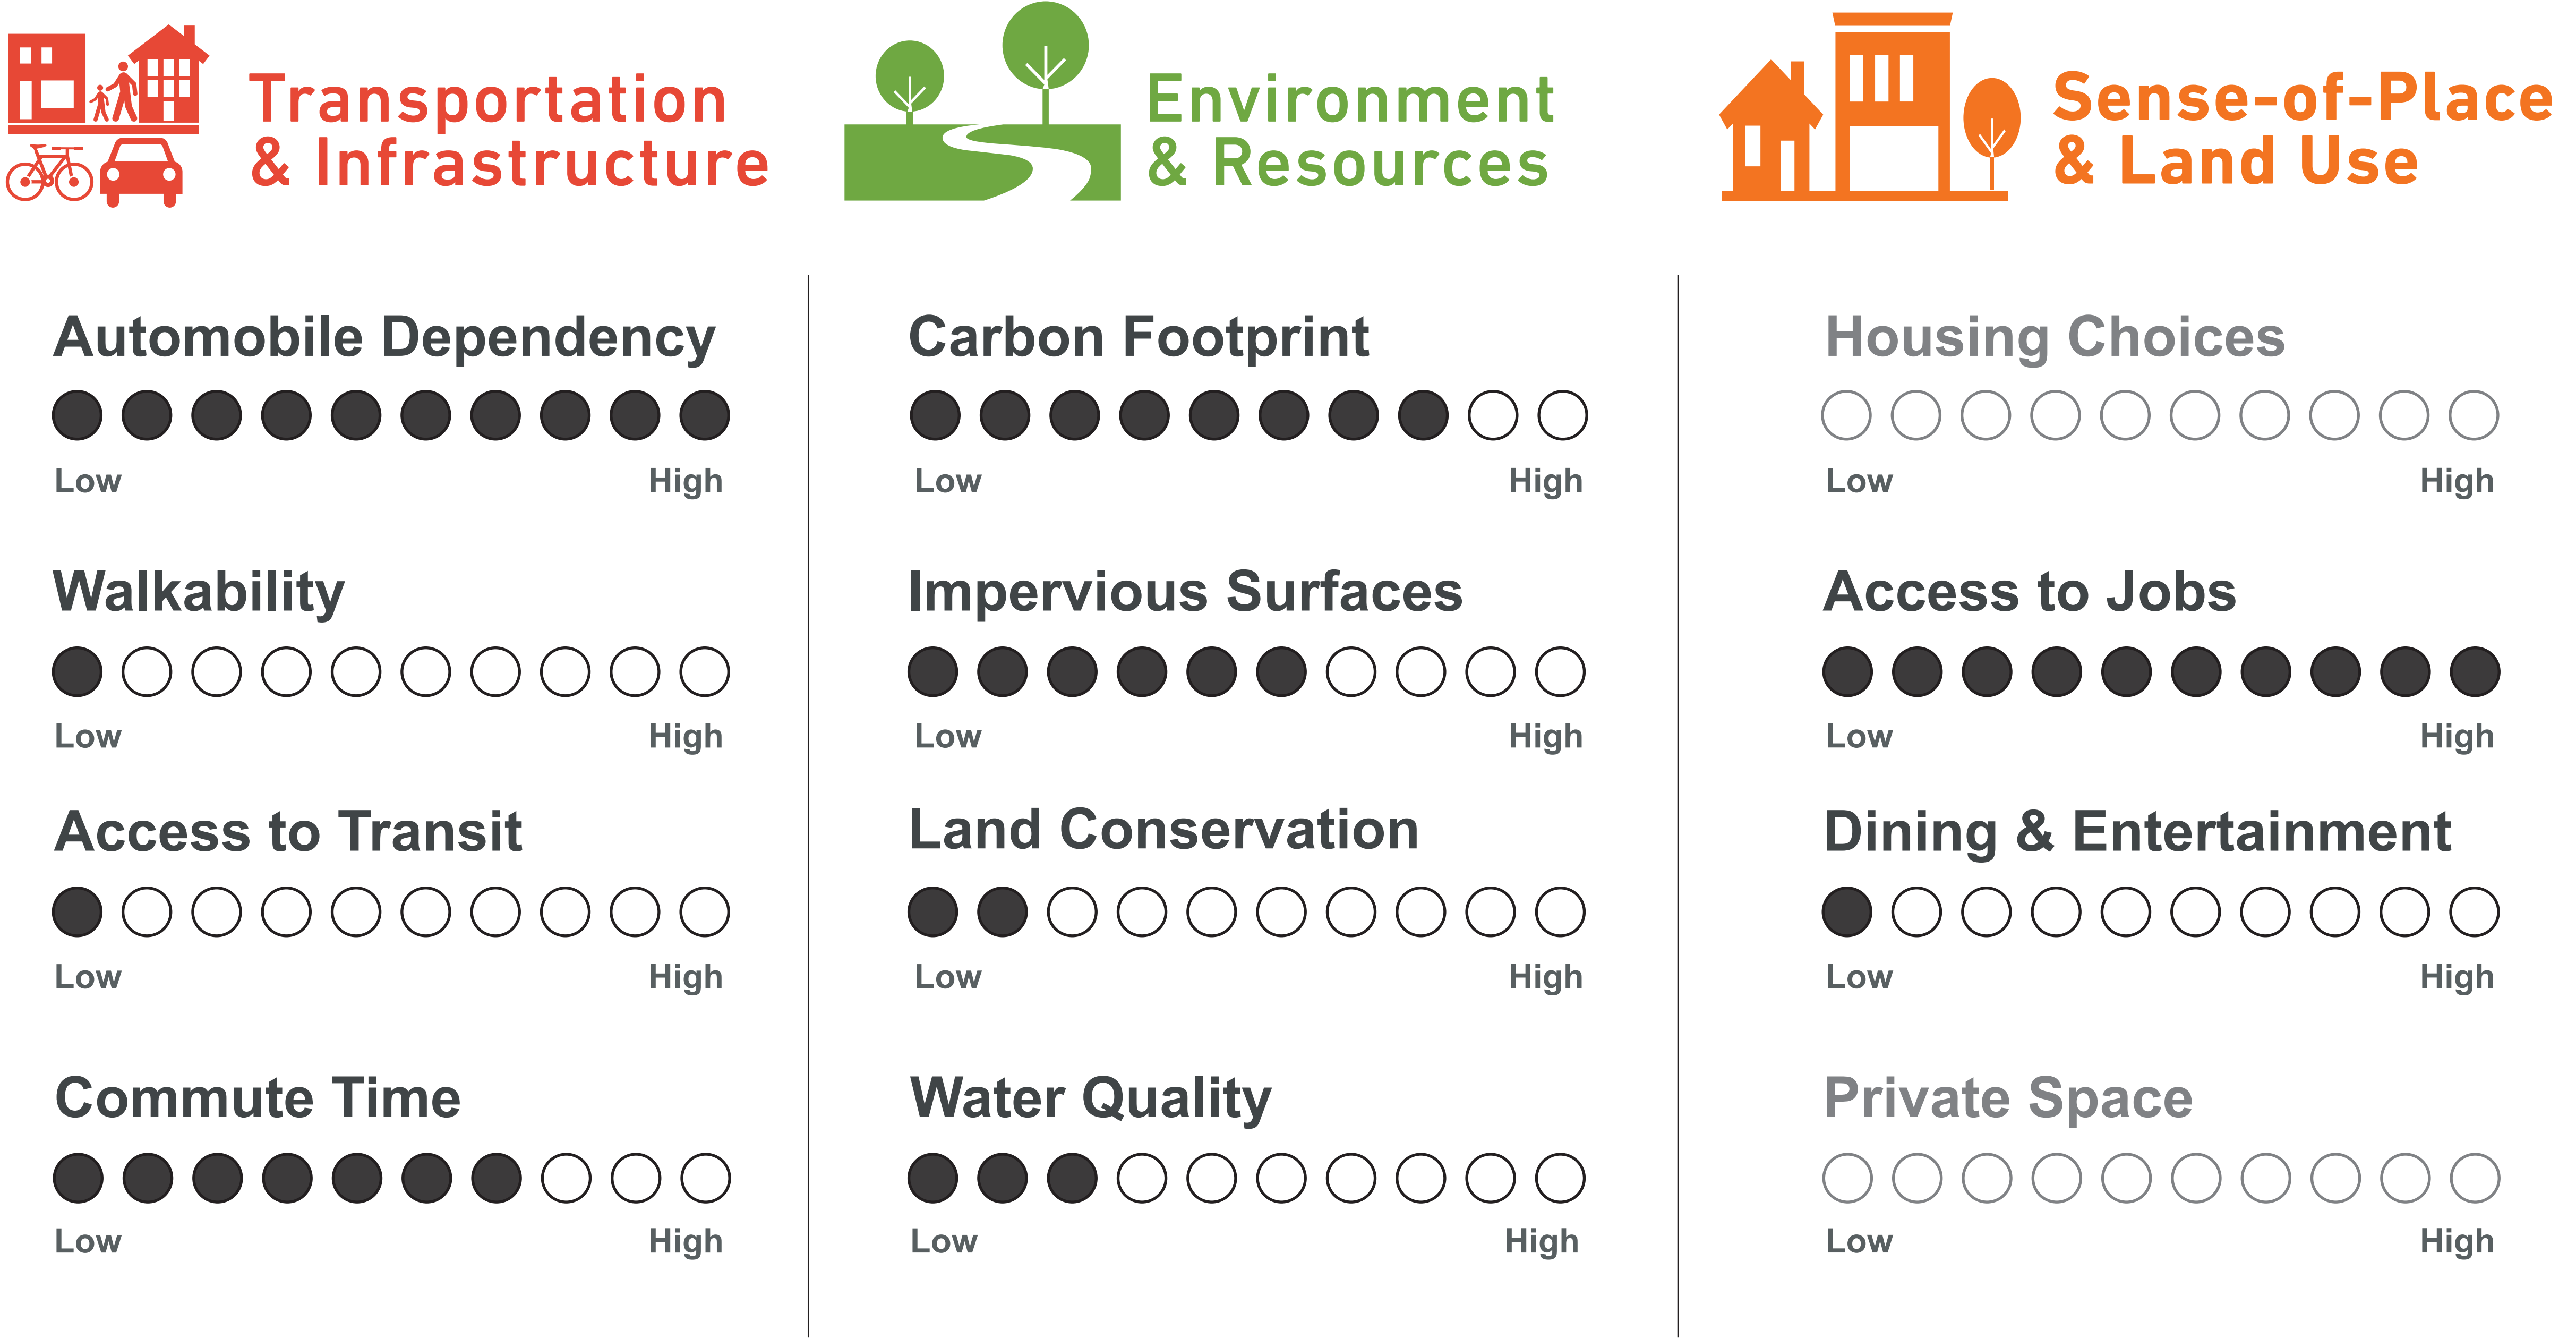 Transportation
& Infrastructure
Automobile Dependency
Low High
Walkability
Low High
Access to Transit
Low High
Commute Time
Low High
Environment
& Resources
Carbon Footprint
Low High
Impervious Surfaces
Low High
Land Conservation
Low High
Water Quality
Low High
Sense-of-Place
& Land Use
Housing Choices
Low High
Access to Jobs
Low High
Dining & Entertainment
Low High
Private Space
Low High